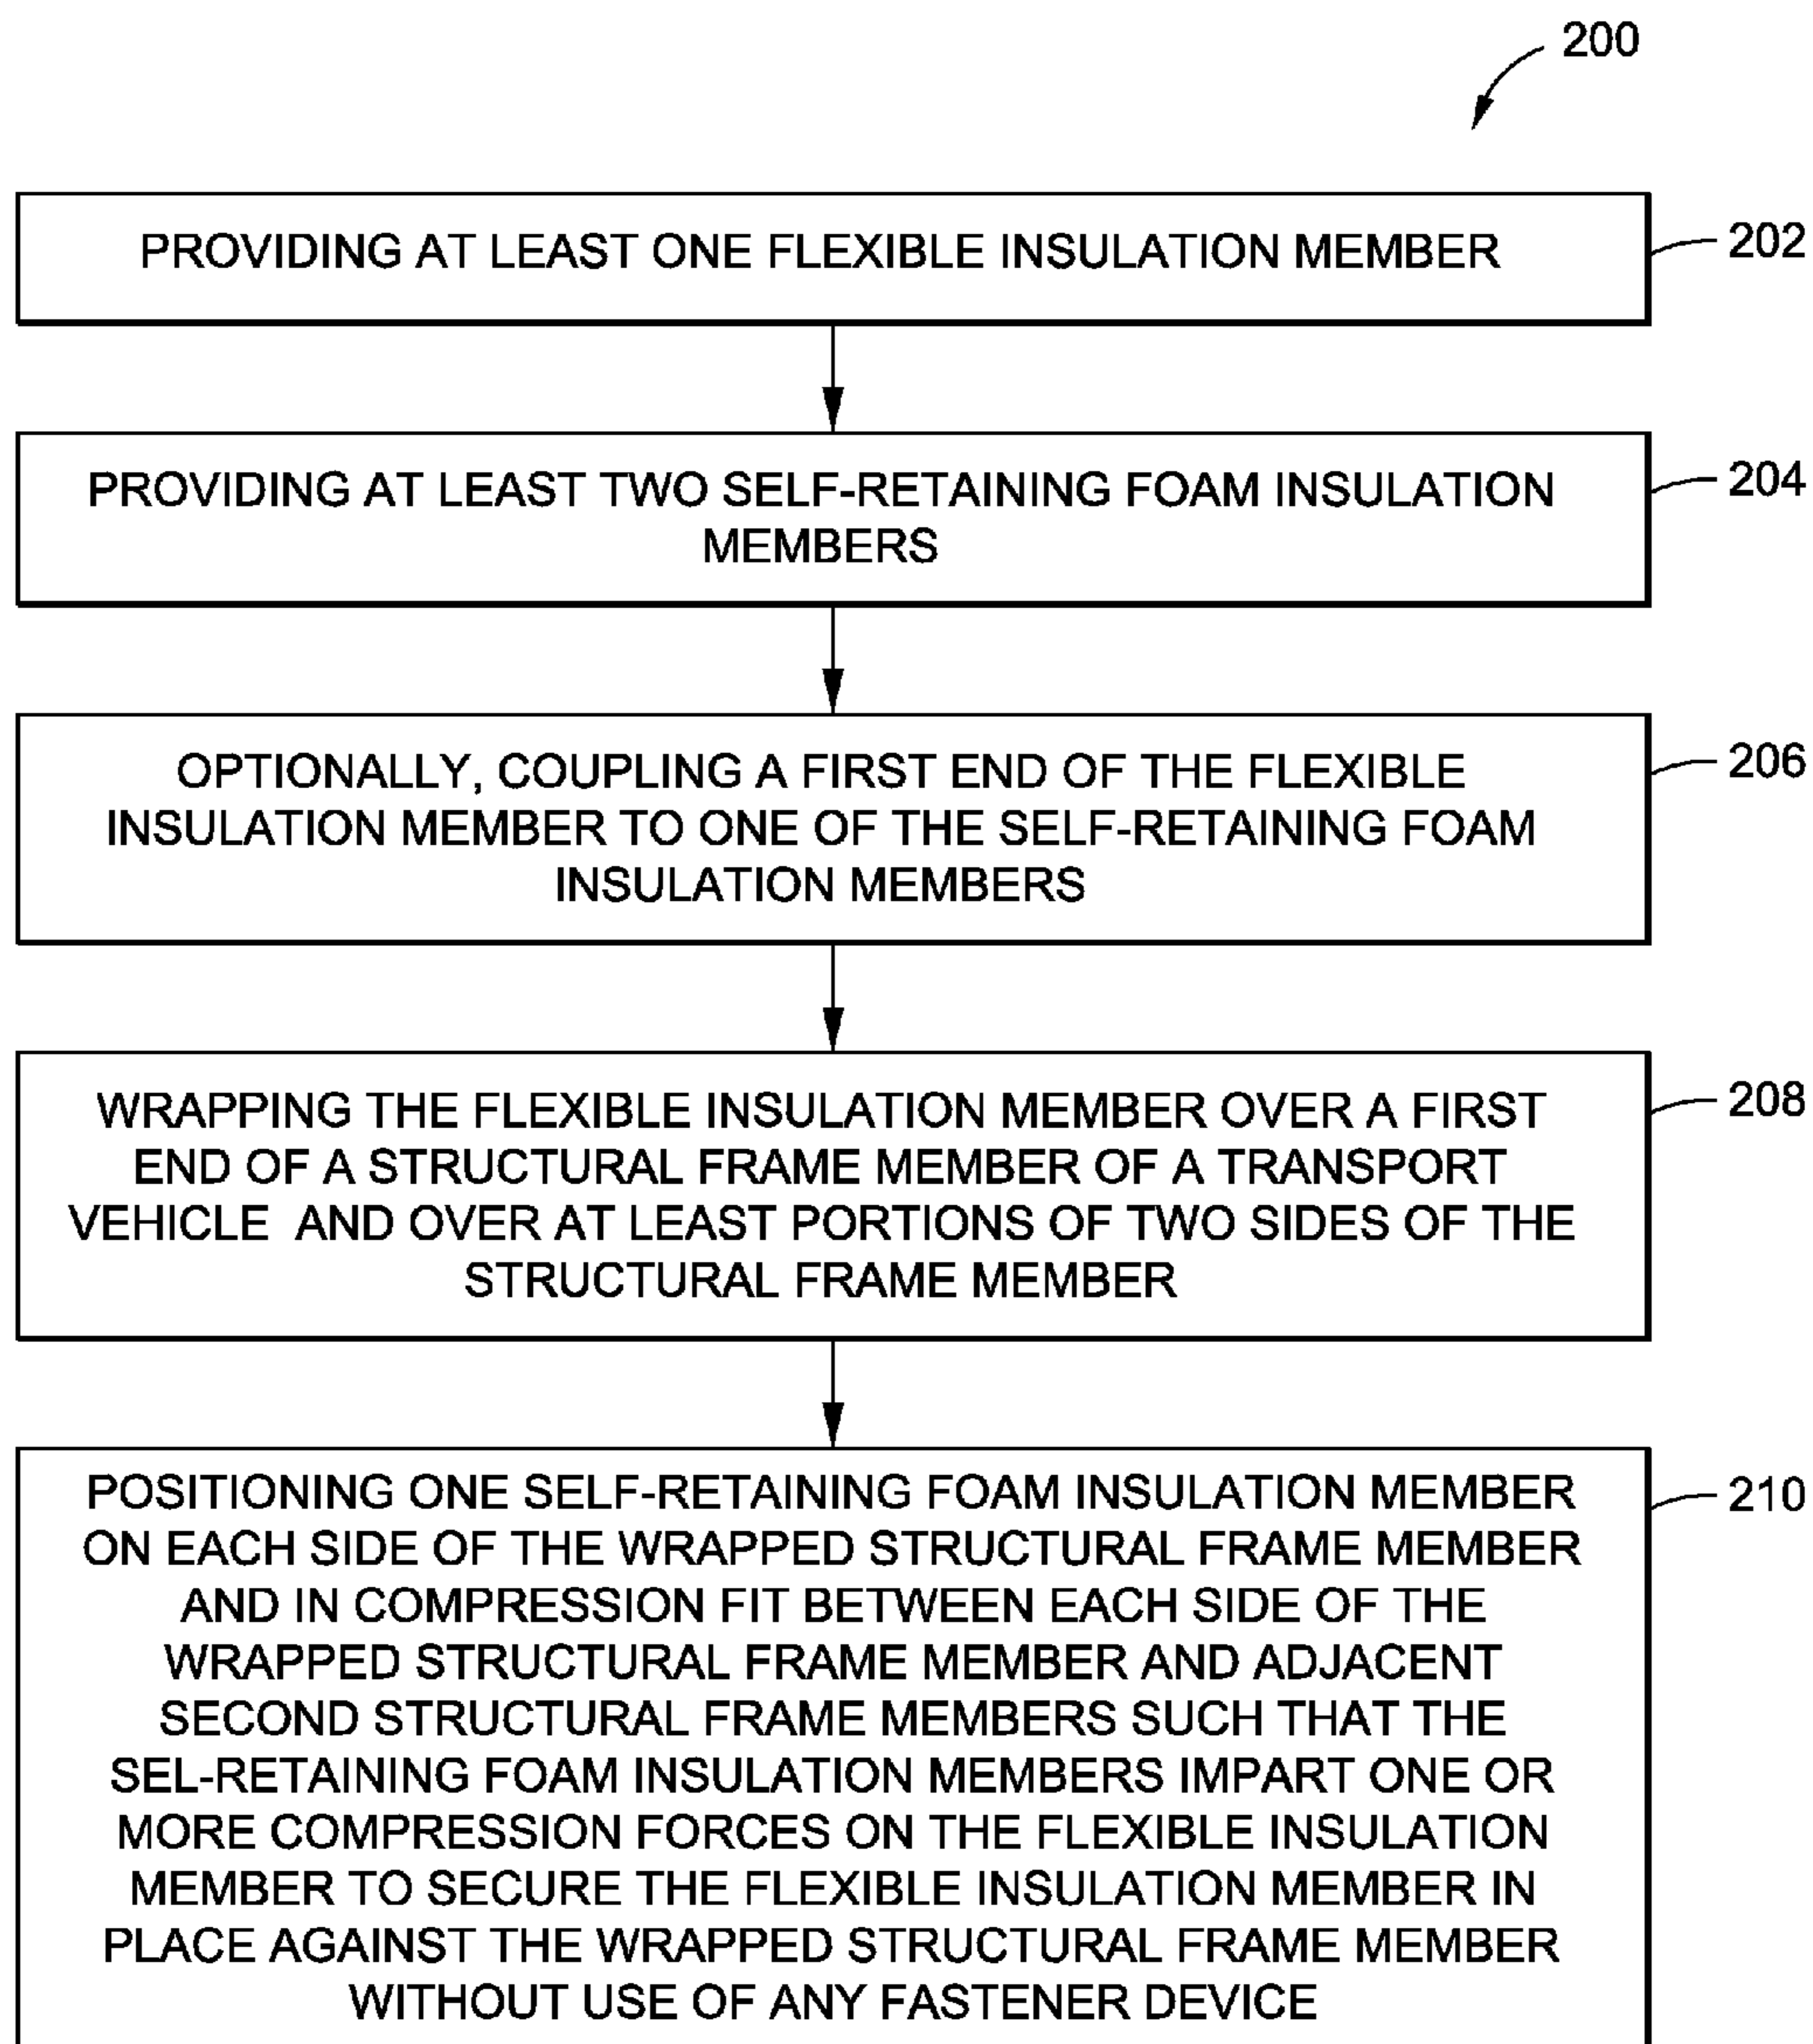 200
PROVIDING AT LEAST ONE FLEXIBLE INSULATION MEMBER
202
PROVIDING AT LEAST TWO SELF-RETAINING FOAM INSULATION
MEMBERS
204
OPTIONALLY, COUPLING A FIRST END OF THE FLEXIBLE
INSULATION MEMBER TO ONE OF THE SELF-RETAINING FOAM
INSULATION MEMBERS
206
WRAPPING THE FLEXIBLE INSULATION MEMBER OVER A FIRST
END OF A STRUCTURAL FRAME MEMBER OF A TRANSPORT
VEHICLE AND OVER AT LEAST PORTIONS OF TWO SIDES OF THE
STRUCTURAL FRAME MEMBER
208
POSITIONING ONE SELF-RETAINING FOAM INSULATION MEMBER
ON EACH SIDE OF THE WRAPPED STRUCTURAL FRAME MEMBER
AND IN COMPRESSION FIT BETWEEN EACH SIDE OF THE
WRAPPED STRUCTURAL FRAME MEMBER AND ADJACENT
SECOND STRUCTURAL FRAME MEMBERS SUCH THAT THE
SEL-RETAINING FOAM INSULATION MEMBERS IMPART ONE OR
MORE COMPRESSION FORCES ON THE FLEXIBLE INSULATION
MEMBER TO SECURE THE FLEXIBLE INSULATION MEMBER IN
PLACE AGAINST THE WRAPPED STRUCTURAL FRAME MEMBER
WITHOUT USE OF ANY FASTENER DEVICE
210